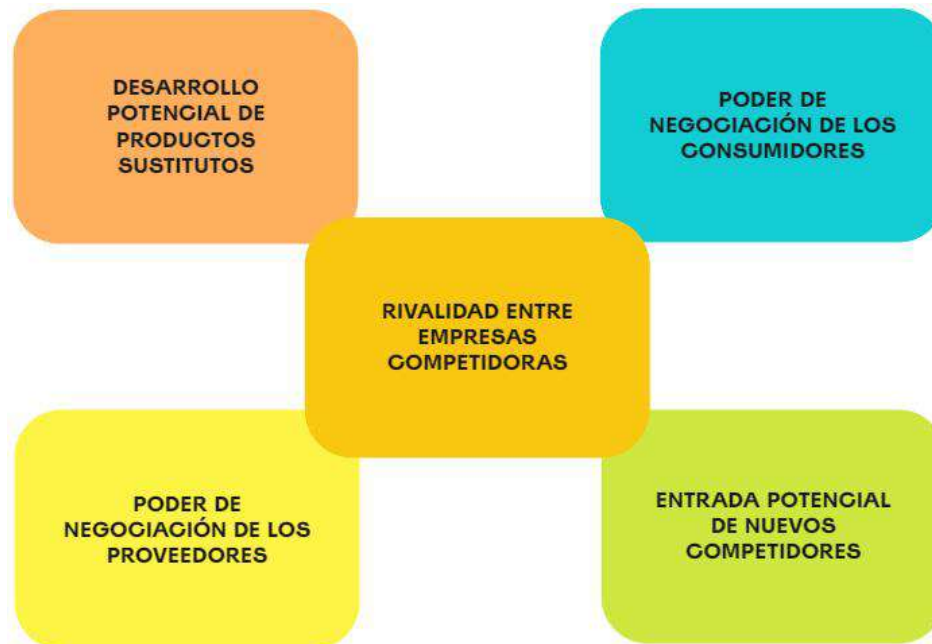 DESARROLLO
POTENCIAL DE
PRODUCTOS
SUSTITUTOS
PODER DE
NEGOCIACIÓN DE LOS
CONSUMIDORES
RIVALIDAD ENTRE
EMPRESAS
COMPETIDORAS
PODER DE
NEGOCIACIÓN DE LOS
PROVEEDORES
ENTRADA POTENCIAL
DE NUEVOS
COMPETIDORES